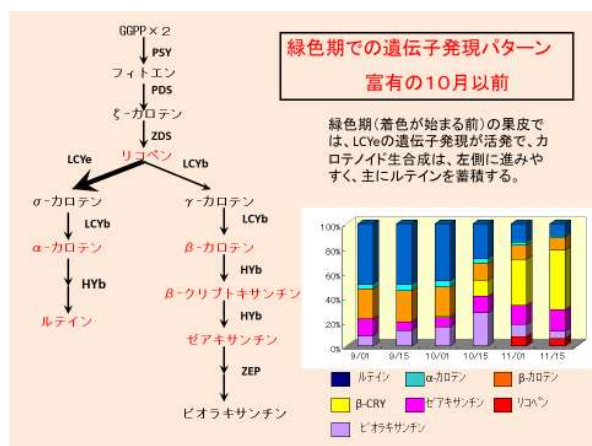 緑色期での遺伝子発現パターン
富有の10月以前
GGPP×2
PSY
フィトエン
PDS
ζ-カロテン
ZDS
リコペン
LCYe
LCYb
σ-カロテン
γ-カロテン
LCYb
LCYb
α-カロテン
β-カロテン
HYb
HYb
β-クリプトキサンチン
ルテイン
HYb
ゼアキサンチン
ZEP
ビオラキサンチン
緑色期(着色が始まる前)の果皮で
は、LCYeの遺伝子発現が活発で、カ
ロテノイド生合成は、左側に進みや
すく、主にルテインを蓄積する。
100%
80%
60%
40%
20%
0%
9/01 9/15 10/01 10/15 11/01 11/15
ルテイン α-カロテン β-カロテン
β-CRY ゼアキサンチン リコペン
ビオラキサンチン